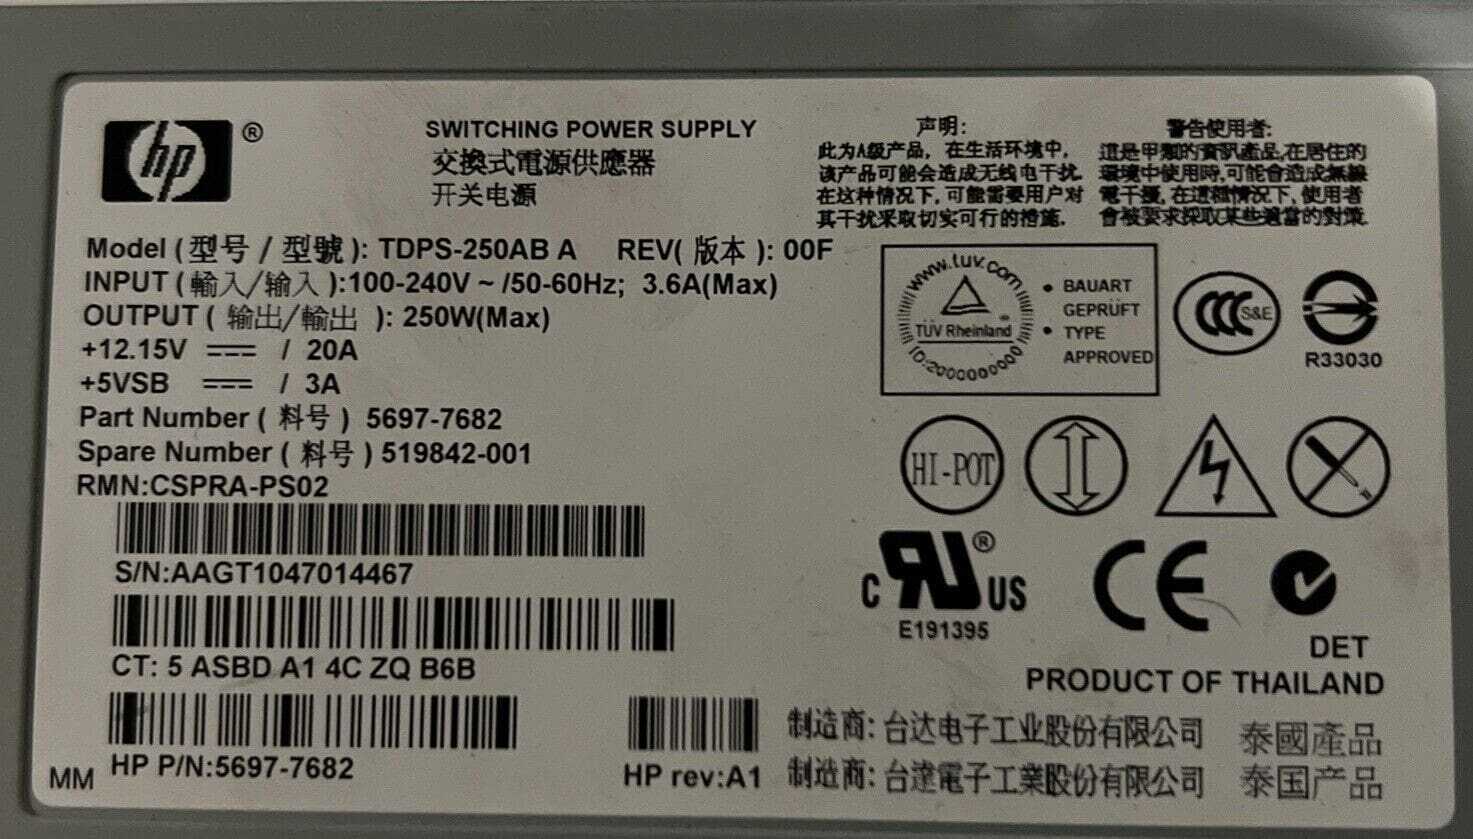 hp ®
SWITCHING POWER SUPPLY
交換式電源供應器
开关电源
声明:
此为A级产品，在生活环境中,
该产品可能会造成无线电干扰.
在这种情况下, 可能需要用户对
其干扰采取切实可行的措施.
警告使用者:
這是甲類的資訊產品,在居住的
環境中使用時,可能會造成無線
電干擾,在這種情況下,使用者
會被要求採取某些適當的對策.
Model (型号 / 型號): TDPS-250AB A REV( 版本 ): 00F
INPUT (輸入/输入 ):100-240V ~ /50-60Hz; 3.6A(Max)
OUTPUT ( 输出/輸出 ): 250W(Max)
+12.15V ⎓ / 20A
+5VSB ⎓ / 3A
Part Number ( 料号 ) 5697-7682
Spare Number ( 料号 ) 519842-001
RMN:CSPRA-PS02
www.tuv.com
TÜV Rheinland
ID:2000000000
• BAUART
GEPRÜFT
• TYPE
APPROVED
CCC S&E
R33030
HI-POT
S/N:AAGT1047014467
CT: 5 ASBD A1 4C ZQ B6B
HP P/N:5697-7682
HP rev:A1
MM
c RU ® US
E191395
CE
DET
PRODUCT OF THAILAND
制造商: 台达电子工业股份有限公司 泰國產品
制造商: 台達電子工業股份有限公司 泰国产品